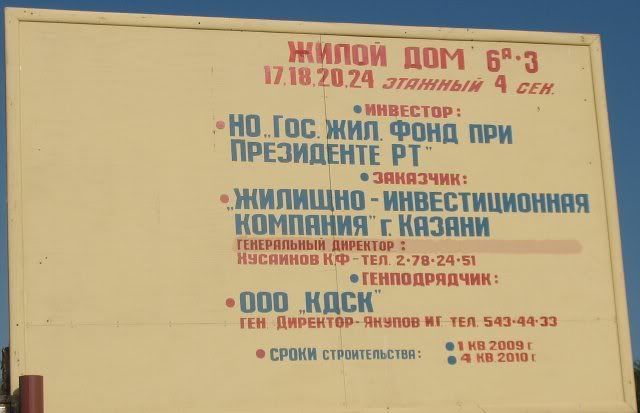 ЖИЛОЙ ДОМ 6А·3
17,18,20,24 ЭТАЖНЫЙ 4 СЕК.
•ИНВЕСТОР:
•НО „ГОС. ЖИЛ. ФОНД ПРИ
ПРЕЗИДЕНТЕ РТ"
•ЗАКАЗЧИК:
•„ЖИЛИЩНО-ИНВЕСТИЦИОННАЯ
КОМПАНИЯ" Г. КАЗАНИ
ГЕНЕРАЛЬНЫЙ ДИРЕКТОР:
ХУСАИНОВ К.Ф-ТЕЛ. 2·78·24·51
•ГЕНПОДРЯДЧИК:
•ООО „КДСК"
ГЕН. ДИРЕКТОР-ЯКУПОВ ИГ ТЕЛ. 543·44·33
•СРОКИ СТРОИТЕЛЬСТВА: •1 КВ 2009 Г.
•4 КВ 2010 Г.